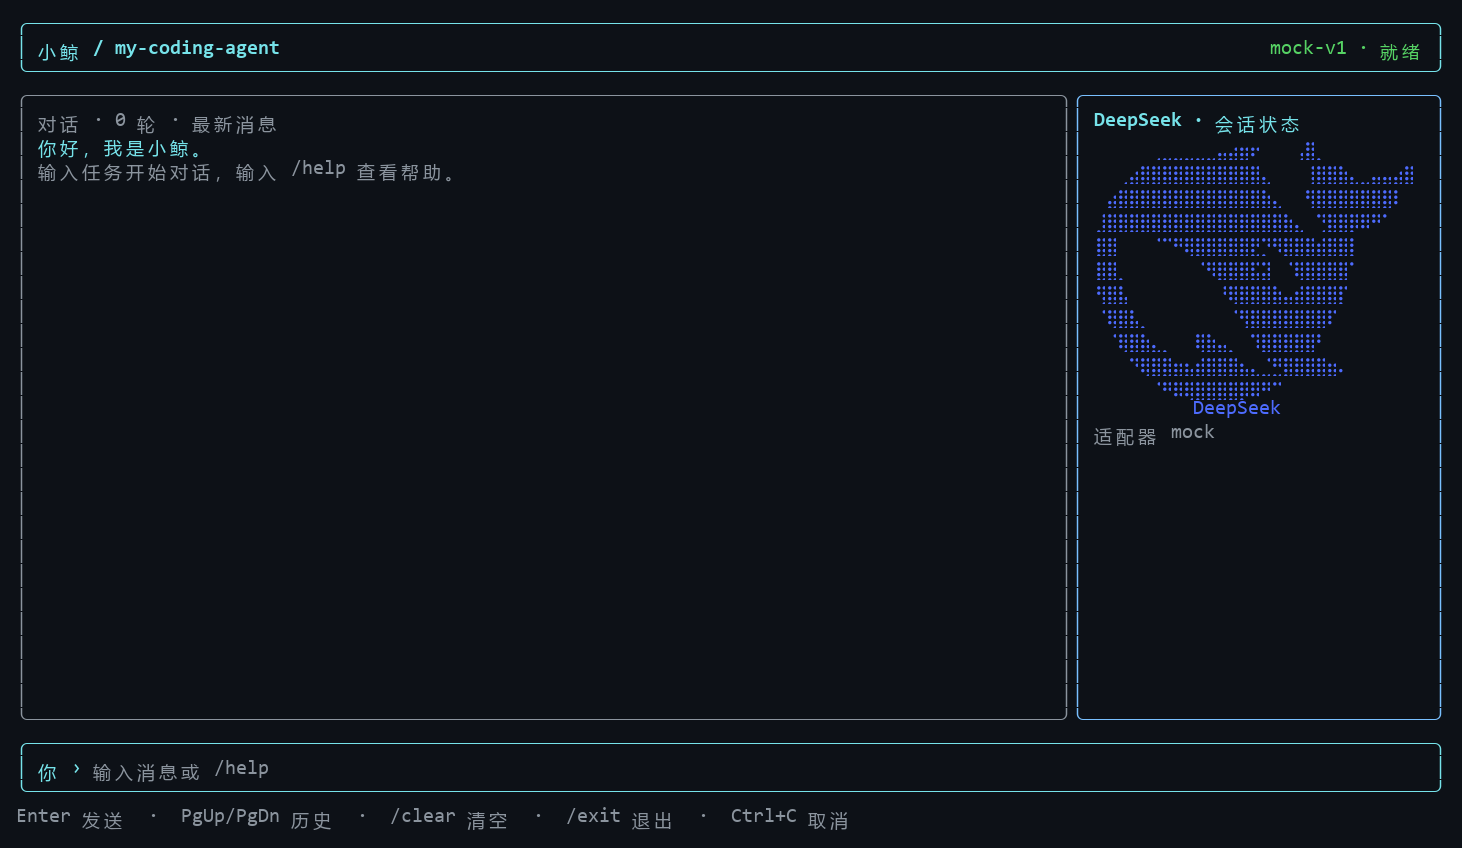 小鲸 / my-coding-agent
mock-v1 · 就绪
对话 · 0 轮 · 最新消息
你好，我是小鲸。
输入任务开始对话，输入 /help 查看帮助。
DeepSeek · 会话状态
DeepSeek
适配器 mock
你 › 输入消息或 /help
Enter 发送 · PgUp/PgDn 历史 · /clear 清空 · /exit 退出 · Ctrl+C 取消